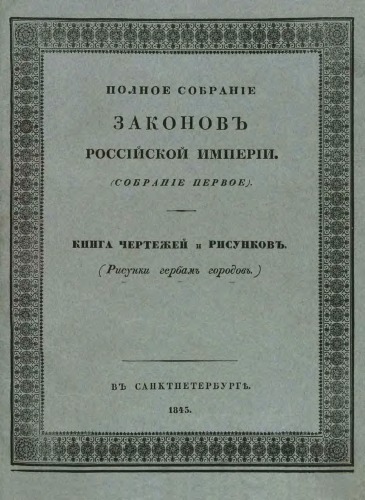 ПОЛНОЕ СОБРАНІЕ
ЗАКОНОВЪ
РОССІЙСКОЙ ИМПЕРІИ.
(СОБРАНІЕ ПЕРВОЕ).
КНИГА ЧЕРТЕЖЕЙ и РИСУНКОВЪ.
(Рисунки гербамъ городовъ.)
ВЪ САНКТПЕТЕРБУРГѢ.
1843.